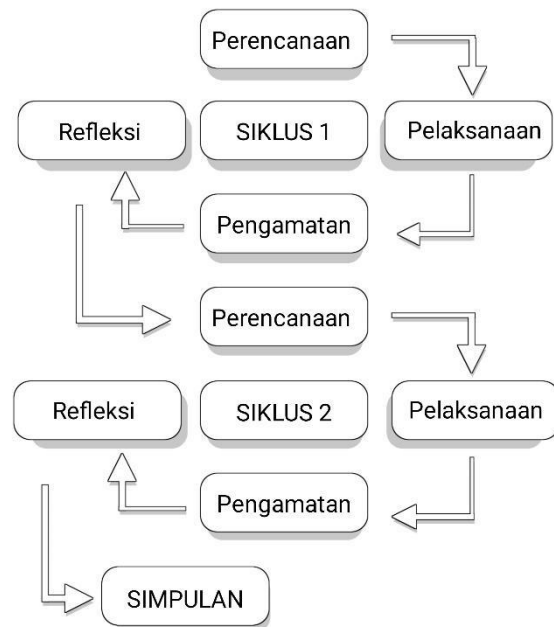 Perencanaan
Refleksi
SIKLUS 1
Pelaksanaan
Pengamatan
Perencanaan
Refleksi
SIKLUS 2
Pelaksanaan
Pengamatan
SIMPULAN